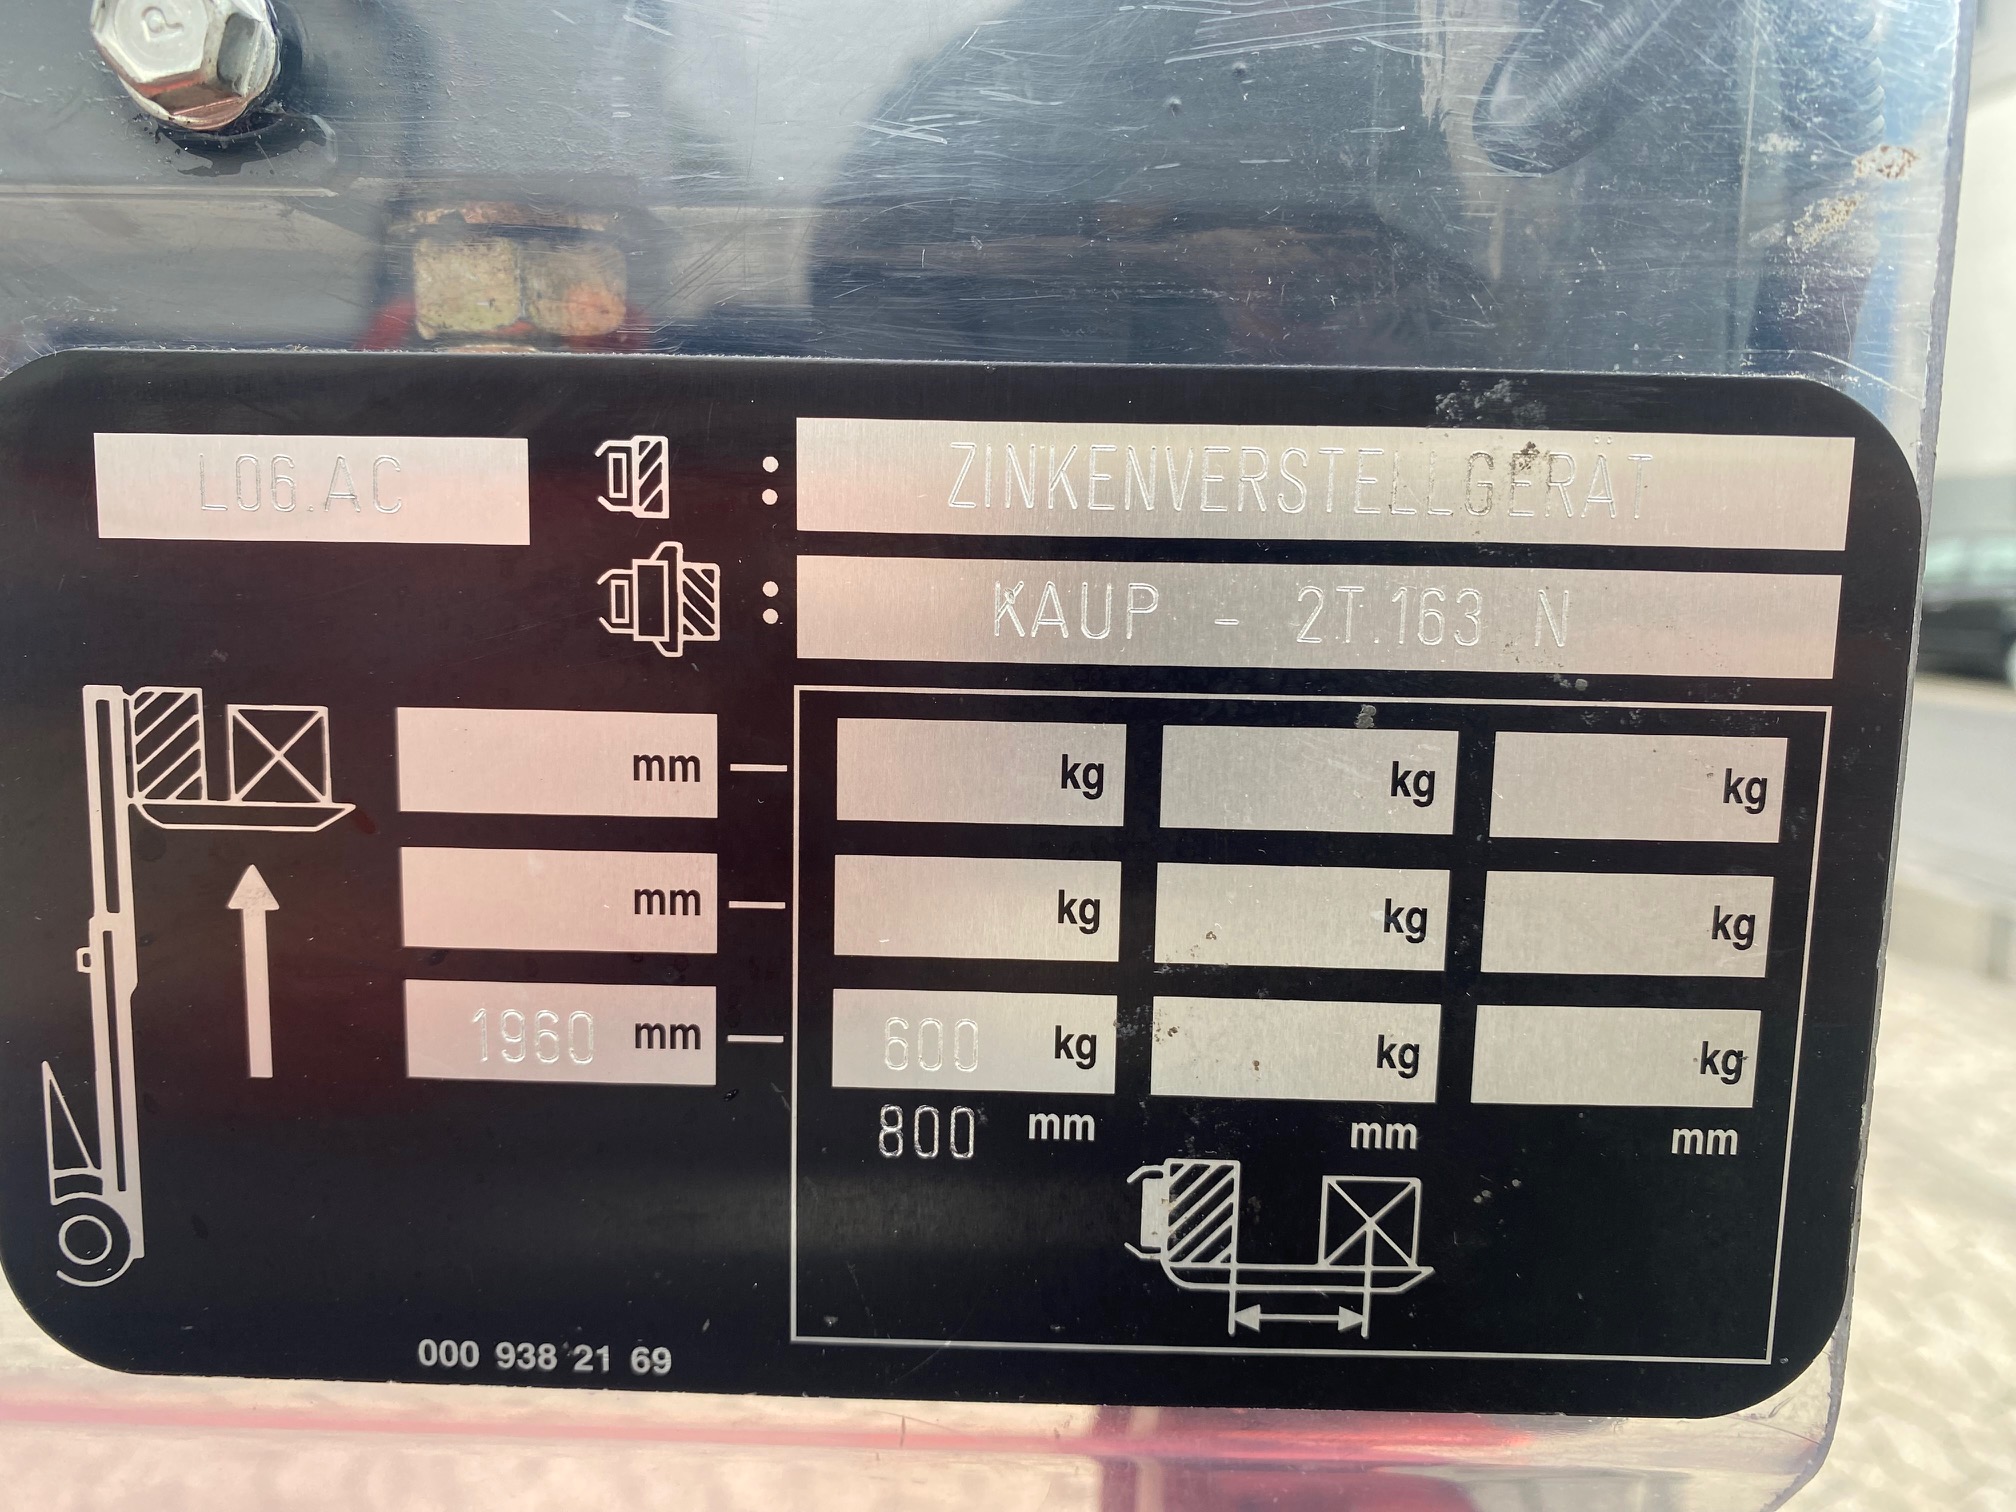 P
L06.AC : ZINKENVERSTELLGERÄT
: KAUP - 2T.163 N
mm kg kg kg
mm kg kg kg
1960 mm 600 kg kg kg
800 mm mm mm
000 938 21 69